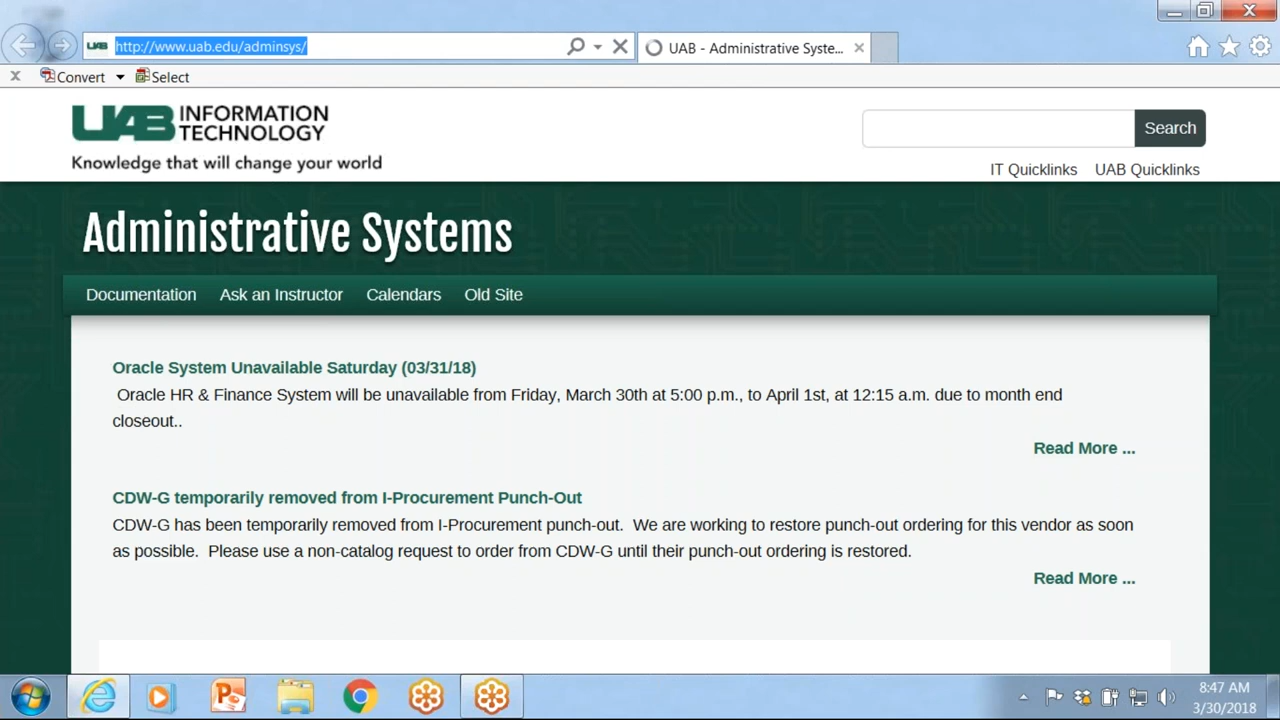 http://www.uab.edu/adminsys/
UAB - Administrative Syste...
Convert
Select
UAB INFORMATION TECHNOLOGY
Knowledge that will change your world
Search
IT Quicklinks UAB Quicklinks
Administrative Systems
Documentation Ask an Instructor Calendars Old Site
Oracle System Unavailable Saturday (03/31/18)
Oracle HR & Finance System will be unavailable from Friday, March 30th at 5:00 p.m., to April 1st, at 12:15 a.m. due to month end
closeout..
Read More ...
CDW-G temporarily removed from I-Procurement Punch-Out
CDW-G has been temporarily removed from I-Procurement punch-out. We are working to restore punch-out ordering for this vendor as soon
as possible. Please use a non-catalog request to order from CDW-G until their punch-out ordering is restored.
Read More ...
8:47 AM
3/30/2018